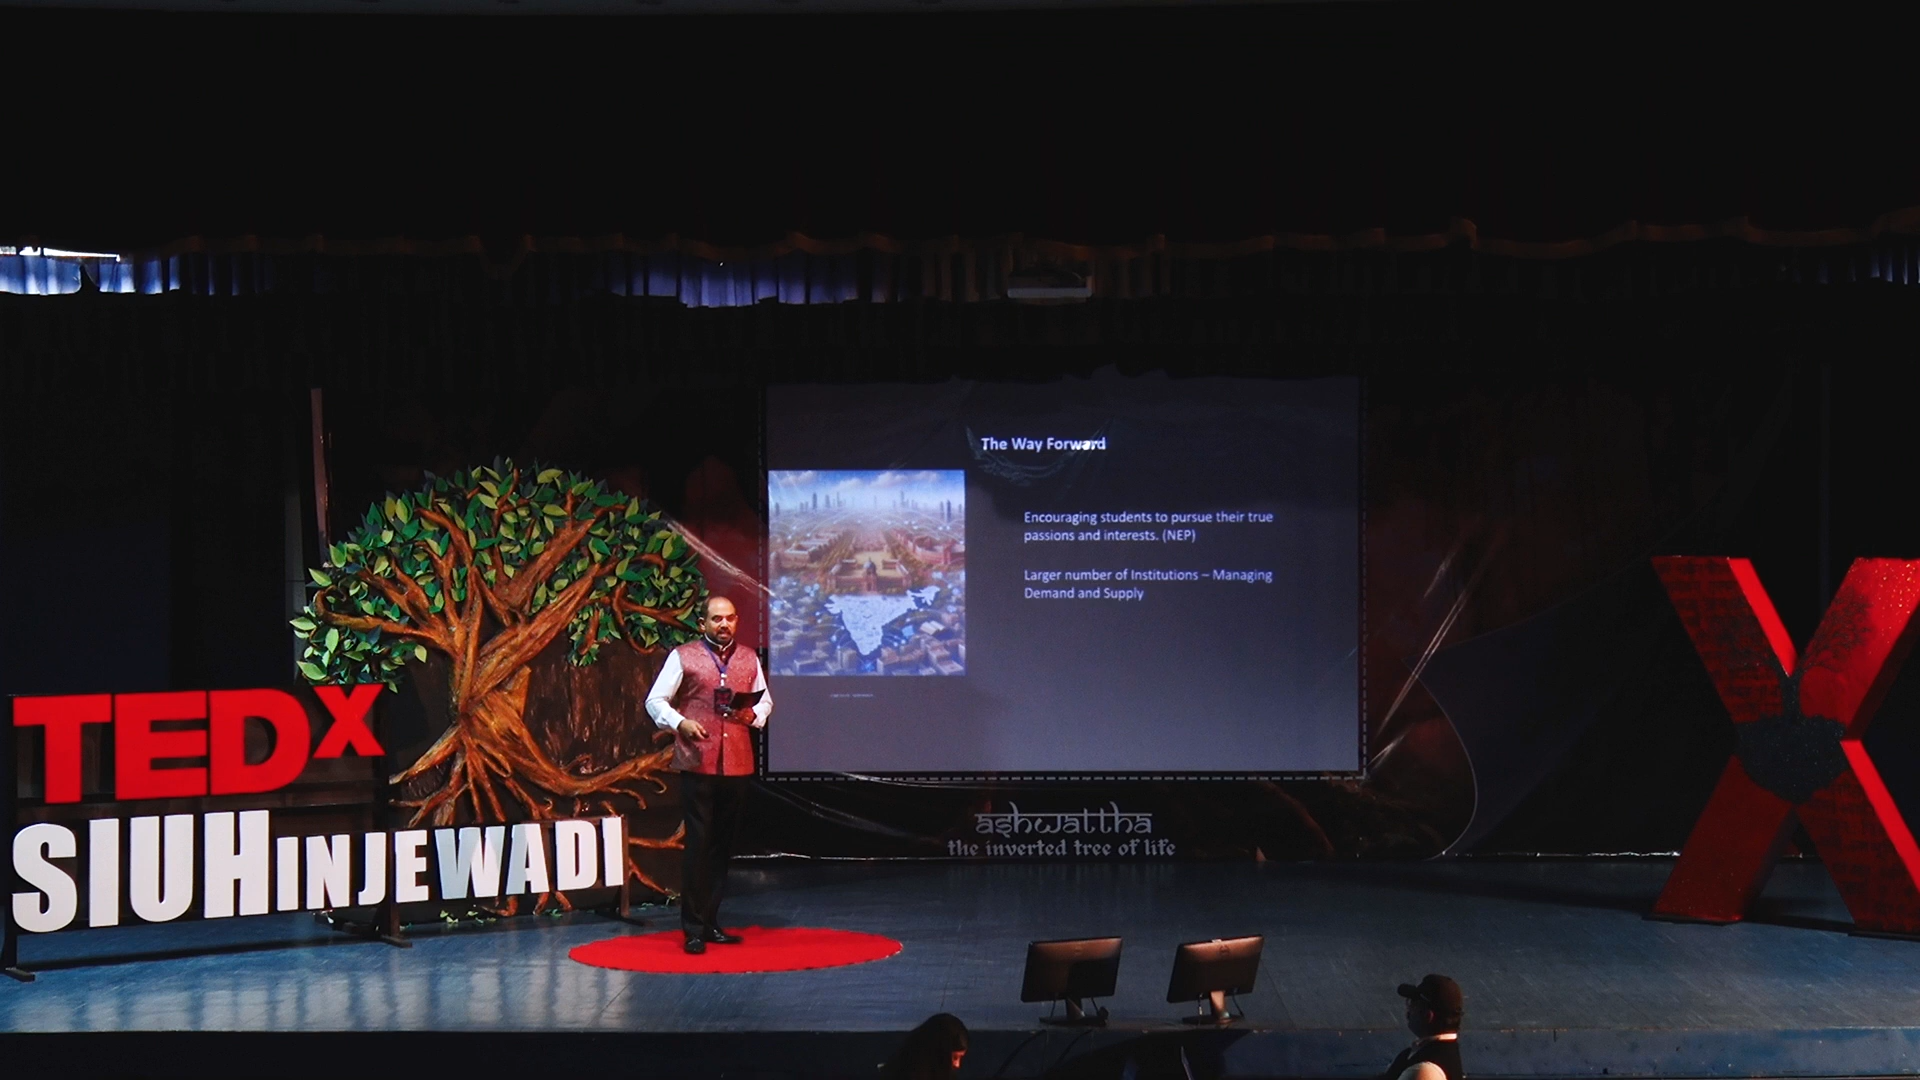 The Way Forward
Encouraging students to pursue their true
passions and interests. (NEP)
Larger number of Institutions – Managing
Demand and Supply
TEDx
SIUHINJEWADI
ashwattha
the inverted tree of life
X